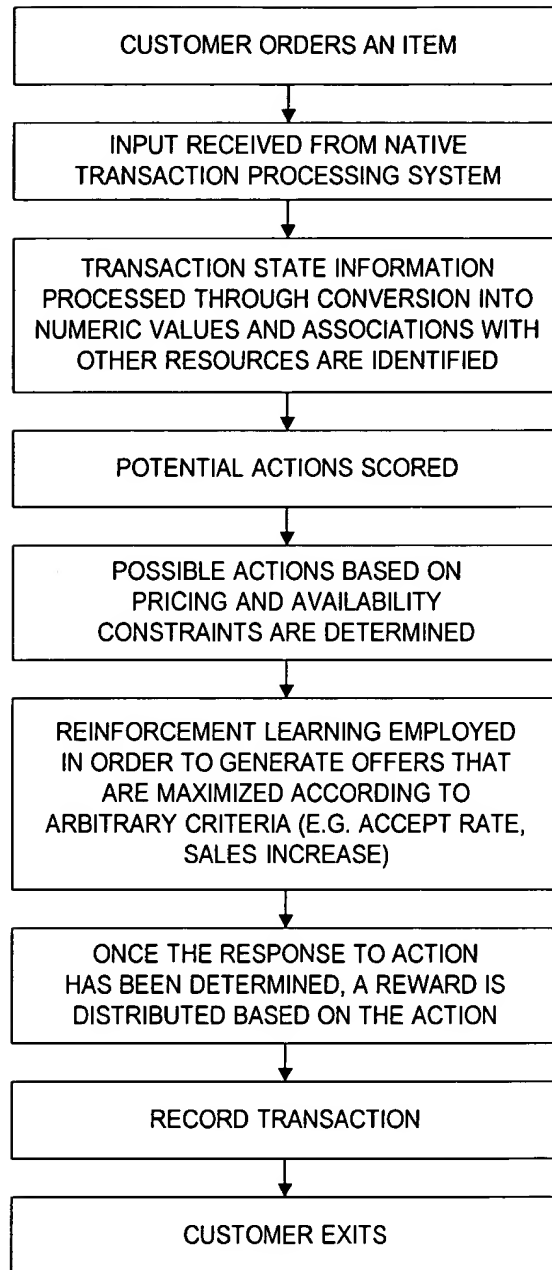 CUSTOMER ORDERS AN ITEM
INPUT RECEIVED FROM NATIVE
TRANSACTION PROCESSING SYSTEM
TRANSACTION STATE INFORMATION
PROCESSED THROUGH CONVERSION INTO
NUMERIC VALUES AND ASSOCIATIONS WITH
OTHER RESOURCES ARE IDENTIFIED
POTENTIAL ACTIONS SCORED
POSSIBLE ACTIONS BASED ON
PRICING AND AVAILABILITY
CONSTRAINTS ARE DETERMINED
REINFORCEMENT LEARNING EMPLOYED
IN ORDER TO GENERATE OFFERS THAT
ARE MAXIMIZED ACCORDING TO
ARBITRARY CRITERIA (E.G. ACCEPT RATE,
SALES INCREASE)
ONCE THE RESPONSE TO ACTION
HAS BEEN DETERMINED, A REWARD IS
DISTRIBUTED BASED ON THE ACTION
RECORD TRANSACTION
CUSTOMER EXITS